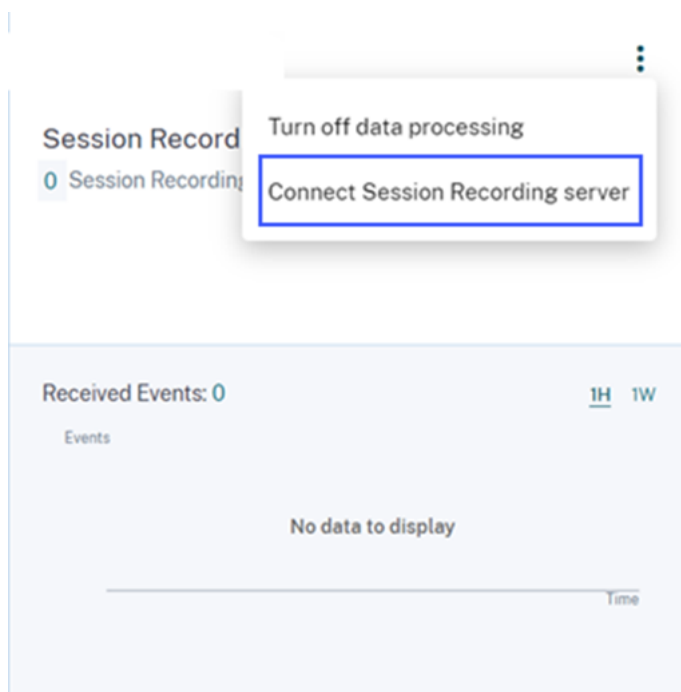 Turn off data processing
Session Record
0 Session Recording
Connect Session Recording server
Received Events: 0
1H 1W
Events
No data to display
Time